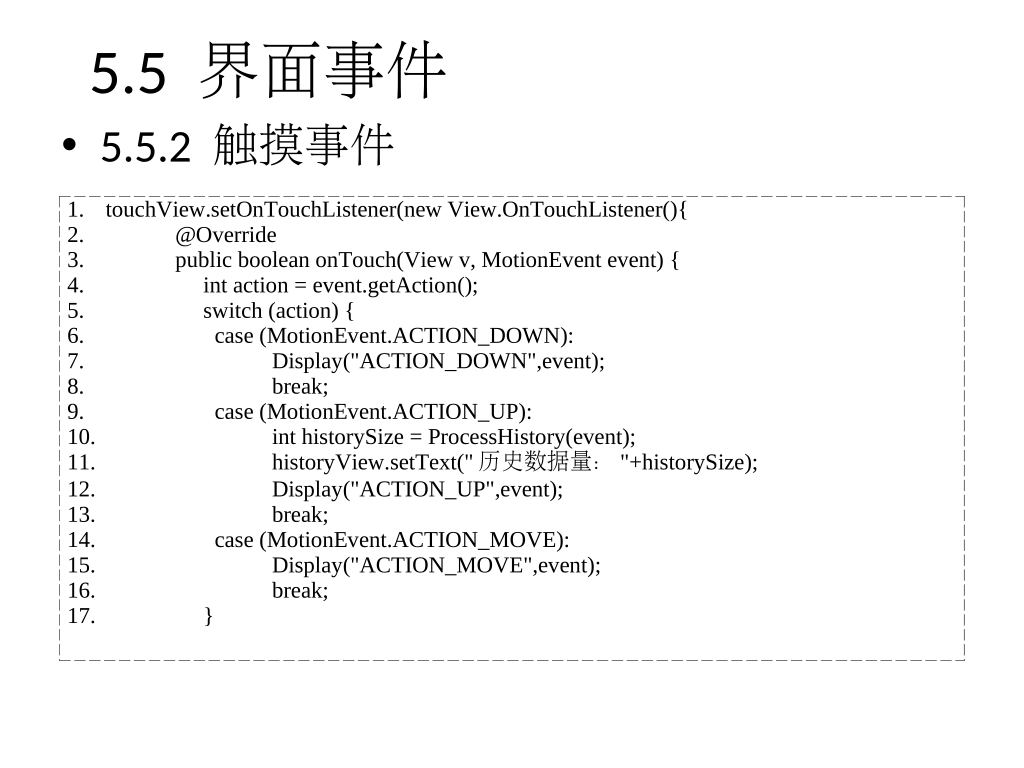 5.5 界面事件
• 5.5.2 触摸事件
1. touchView.setOnTouchListener(new View.OnTouchListener(){
2. @Override
3. public boolean onTouch(View v, MotionEvent event) {
4. int action = event.getAction();
5. switch (action) {
6. case (MotionEvent.ACTION_DOWN):
7. Display("ACTION_DOWN",event);
8. break;
9. case (MotionEvent.ACTION_UP):
10. int historySize = ProcessHistory(event);
11. historyView.setText(" 历史数据量： "+historySize);
12. Display("ACTION_UP",event);
13. break;
14. case (MotionEvent.ACTION_MOVE):
15. Display("ACTION_MOVE",event);
16. break;
17. }